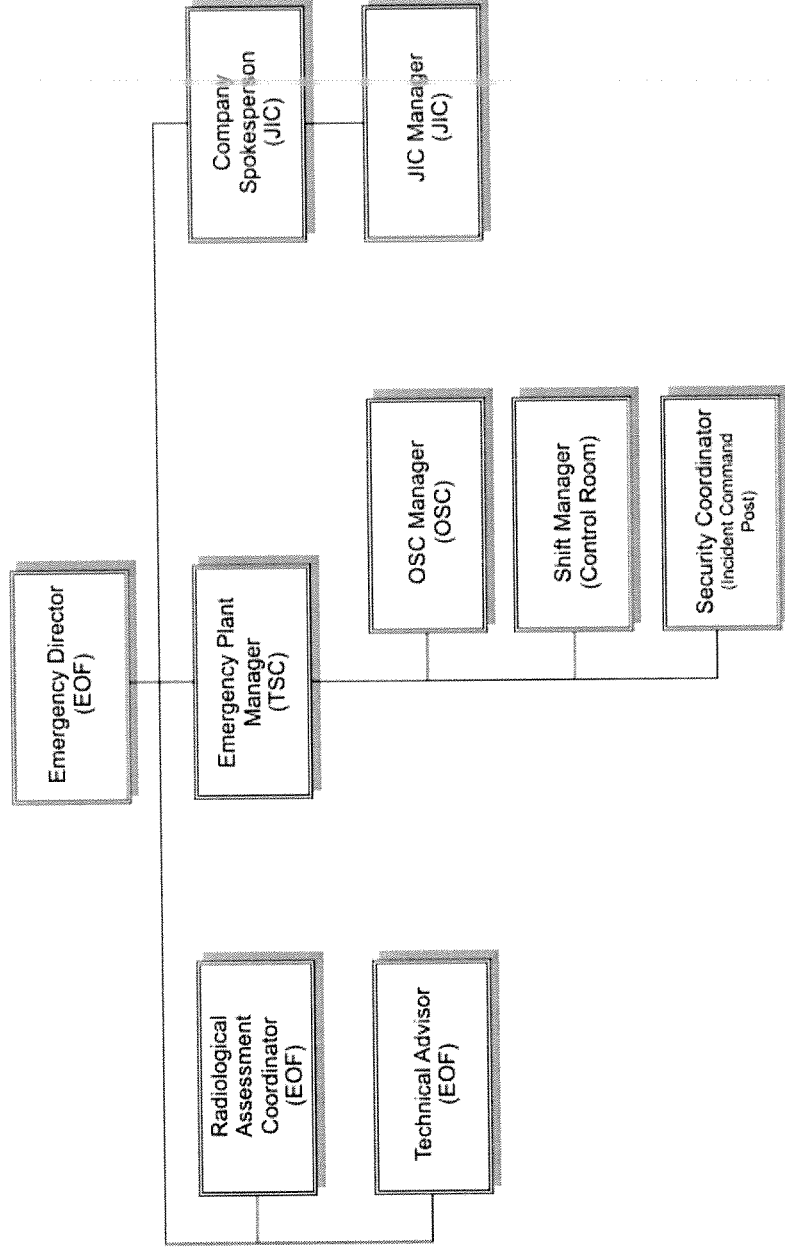 Emergency Director
(EOF)
Radiological
Assessment
Coordinator
(EOF)
Technical Advisor
(EOF)
Emergency Plant
Manager
(TSC)
OSC Manager
(OSC)
Shift Manager
(Control Room)
Security Coordinator
(Incident Command
Post)
Company
Spokesperson
(JIC)
JIC Manager
(JIC)